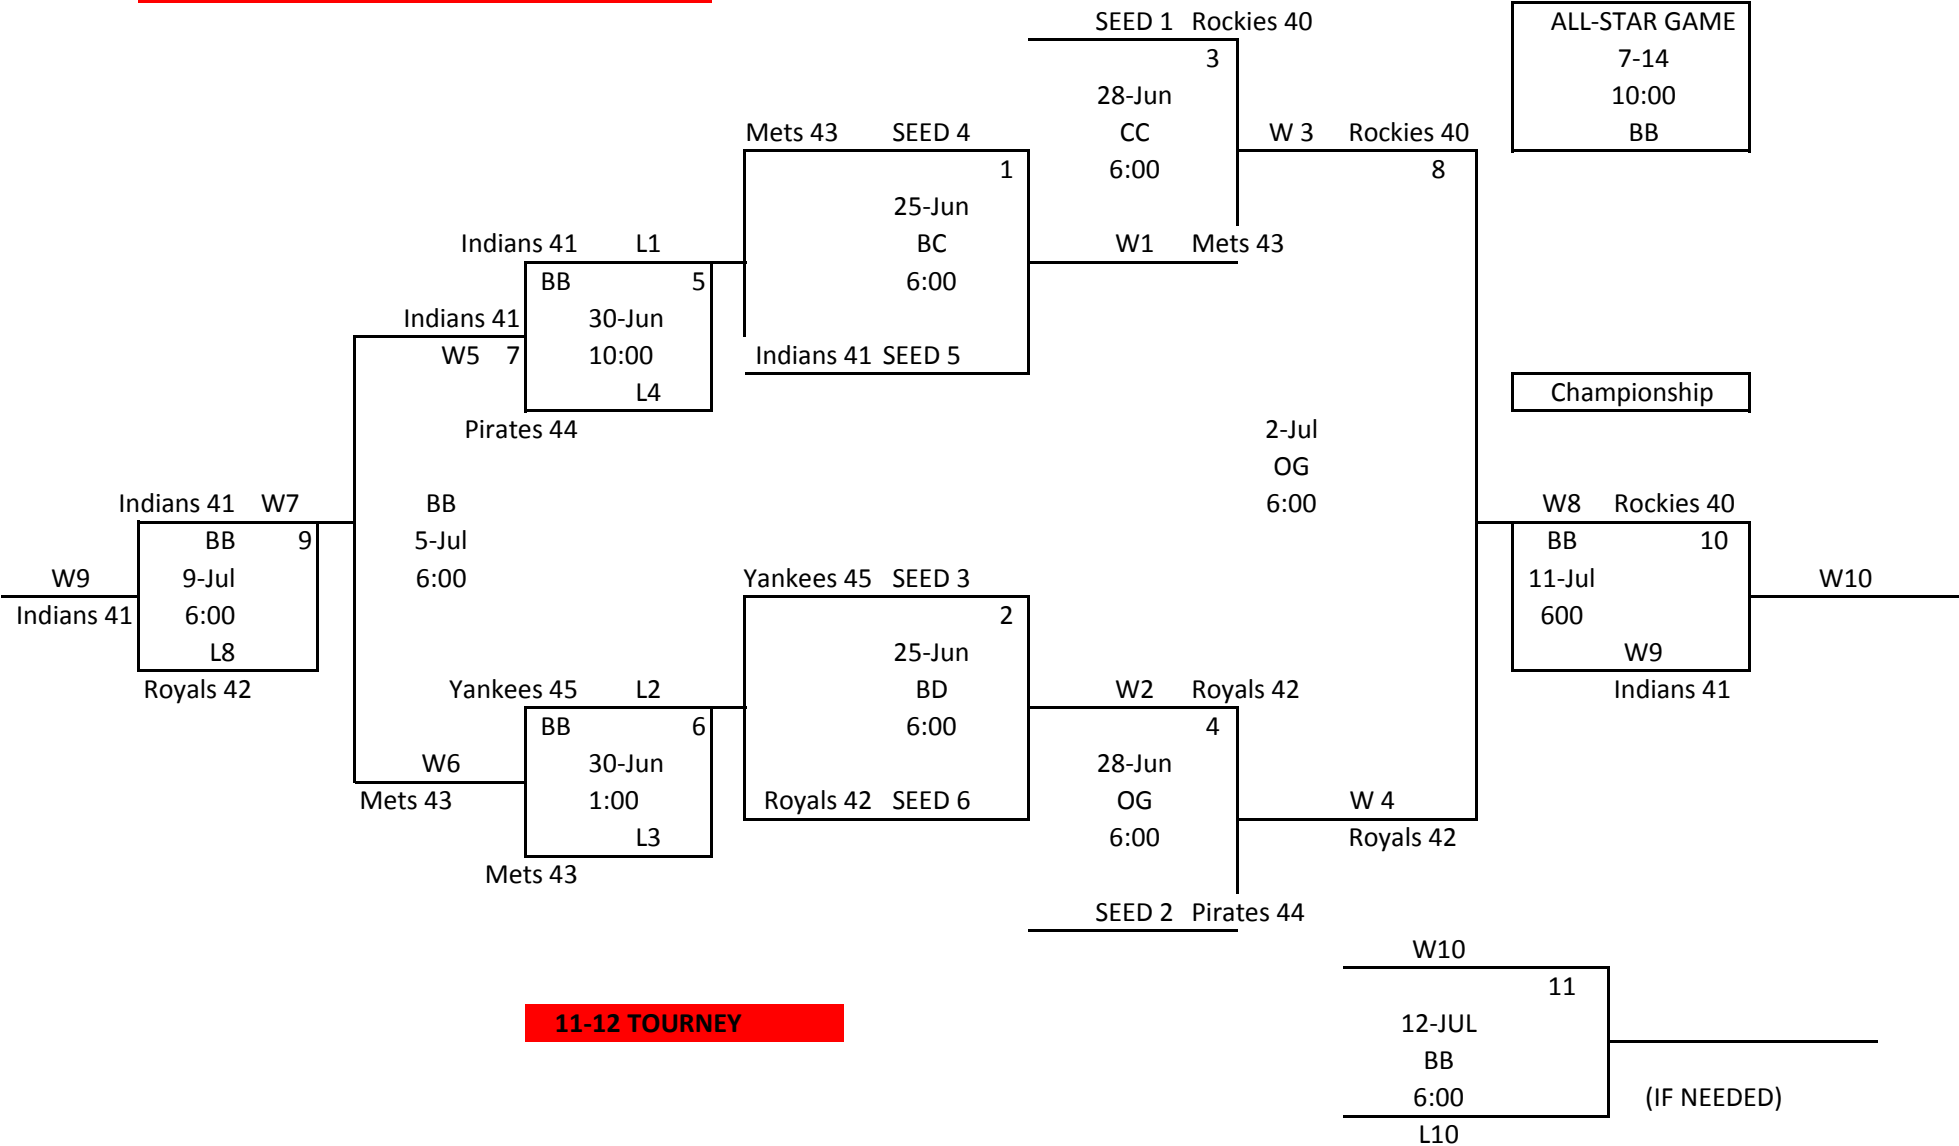 SEED 1 Rockies 40 ALL-STAR GAME
3 7-14
28-Jun 10:00
Mets 43 SEED 4 CC W 3 Rockies 40 BB
1 6:00 8
25-Jun
Indians 41 L1 BC W1 Mets 43
BB 5 6:00
Indians 41 30-Jun
W5 7 10:00 Indians 41 SEED 5
L4 Championship
Pirates 44 2-Jul
OG
Indians 41 W7 BB 6:00 W8 Rockies 40
BB 9 5-Jul BB 10
W9 9-Jul 6:00 Yankees 45 SEED 3 11-Jul W10
Indians 41 6:00 2 600
L8 25-Jun W9
Royals 42 Yankees 45 L2 BD W2 Royals 42 Indians 41
BB 6 6:00 4
W6 30-Jun 28-Jun
Mets 43 1:00 Royals 42 SEED 6 OG W 4
L3 6:00 Royals 42
Mets 43
SEED 2 Pirates 44
W10
11
11-12 TOURNEY 12-JUL
BB
6:00 (IF NEEDED)
L10